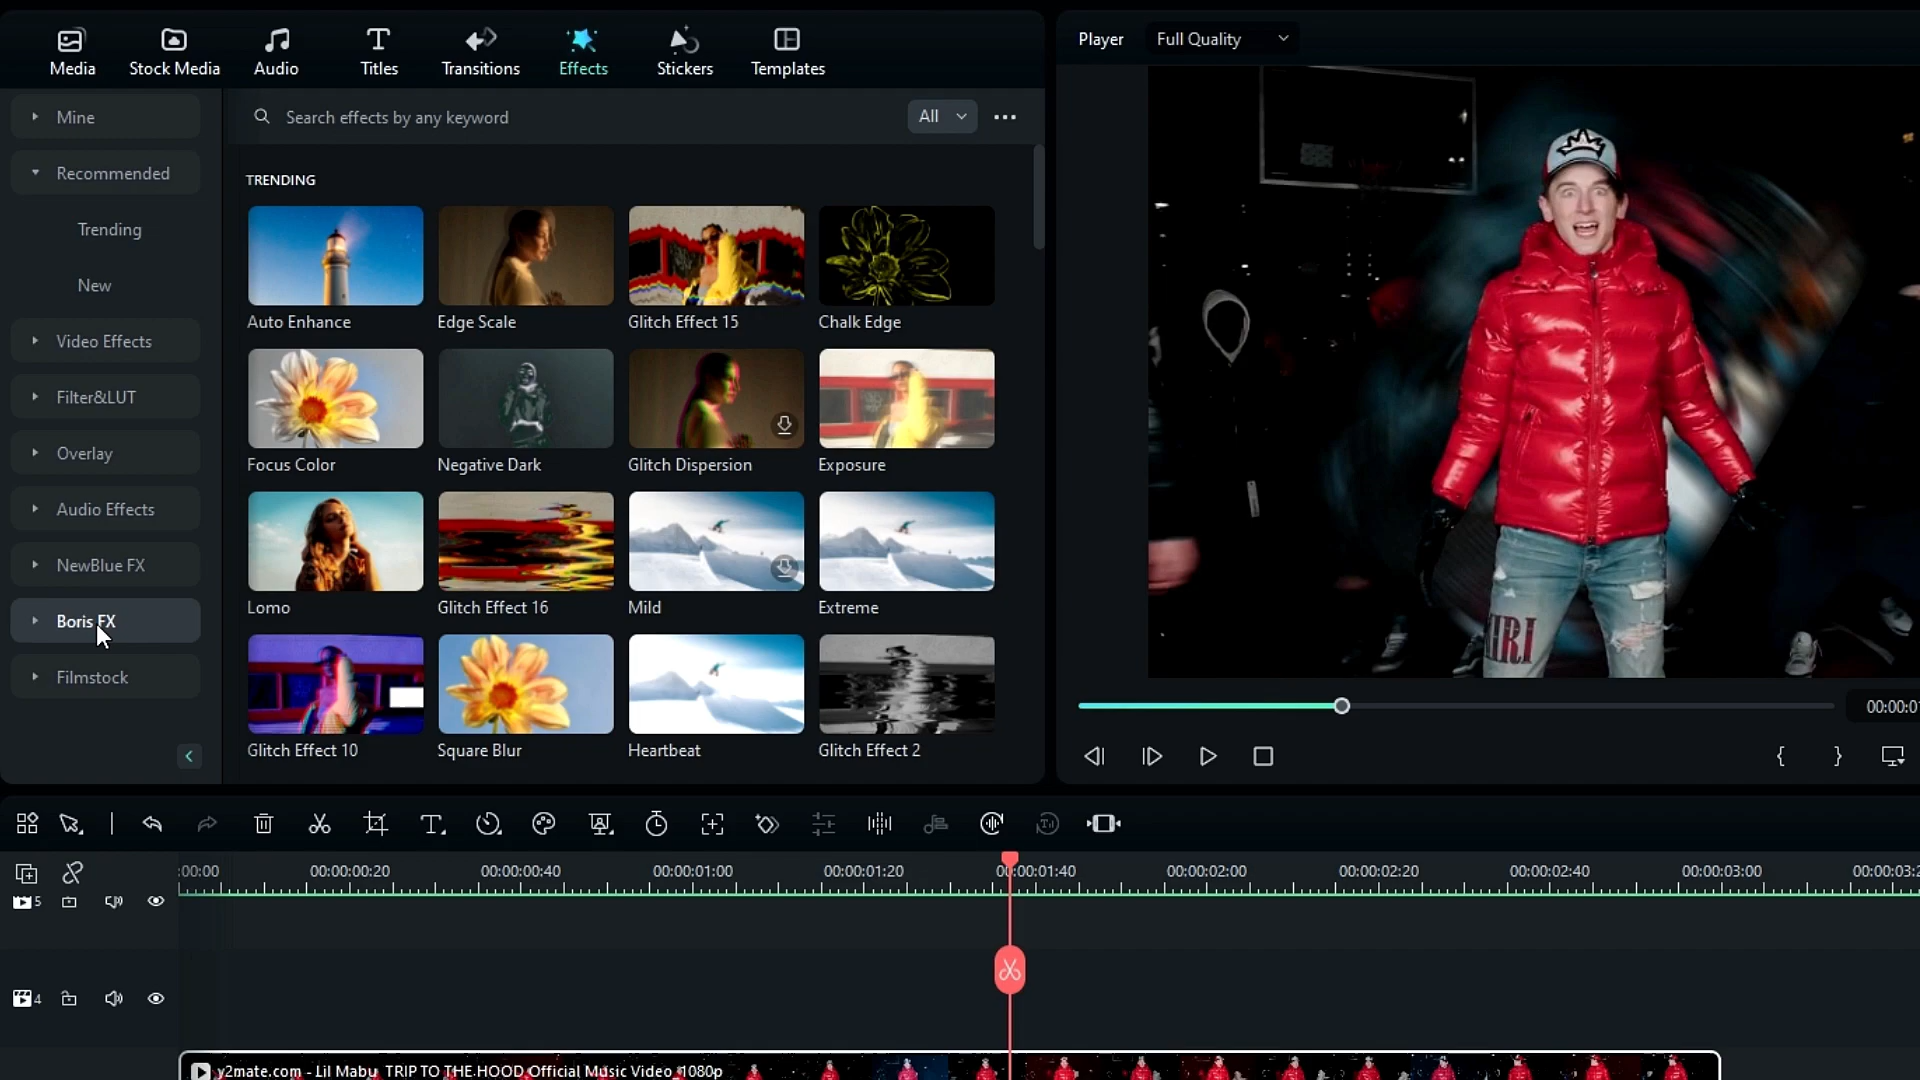 Media
Stock Media
Audio
Titles
Transitions
Effects
Stickers
Templates
Player
Full Quality
Mine
Recommended
Trending
New
Video Effects
Filter&LUT
Overlay
Audio Effects
NewBlue FX
Boris FX
Filmstock
Search effects by any keyword
All
TRENDING
Auto Enhance
Edge Scale
Glitch Effect 15
Chalk Edge
Focus Color
Negative Dark
Glitch Dispersion
Exposure
Lomo
Glitch Effect 16
Mild
Extreme
Glitch Effect 10
Square Blur
Heartbeat
Glitch Effect 2
:00:00
00:00:00:20
00:00:00:40
00:00:01:00
00:00:01:20
00:00:01:40
00:00:02:00
00:00:02:20
00:00:02:40
00:00:03:00
5
4
y2mate.com - Lil Mabu TRIP TO THE HOOD Official Music Video 1080p